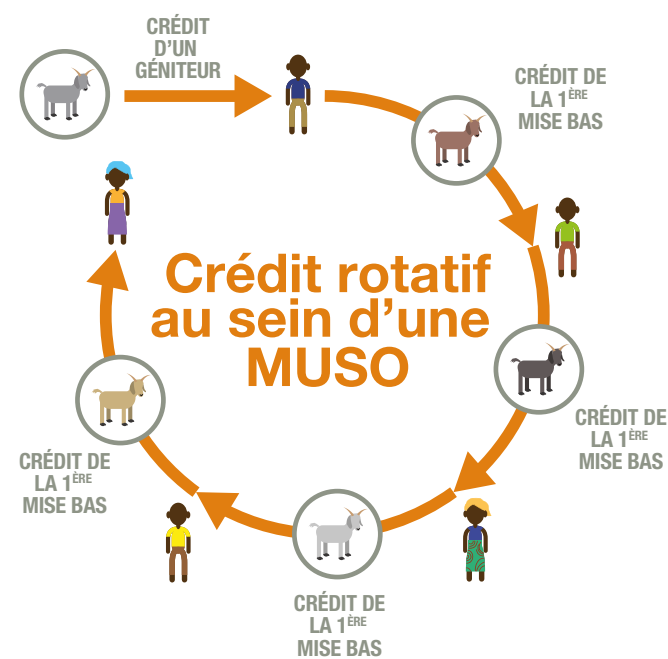 CRÉDIT
D’UN
GÉNITEUR
CRÉDIT DE
LA 1ÈRE
MISE BAS
Crédit rotatif
au sein d’une
MUSO
CRÉDIT DE
LA 1ÈRE
MISE BAS
CRÉDIT DE
LA 1ÈRE
MISE BAS
CRÉDIT DE
LA 1ÈRE
MISE BAS